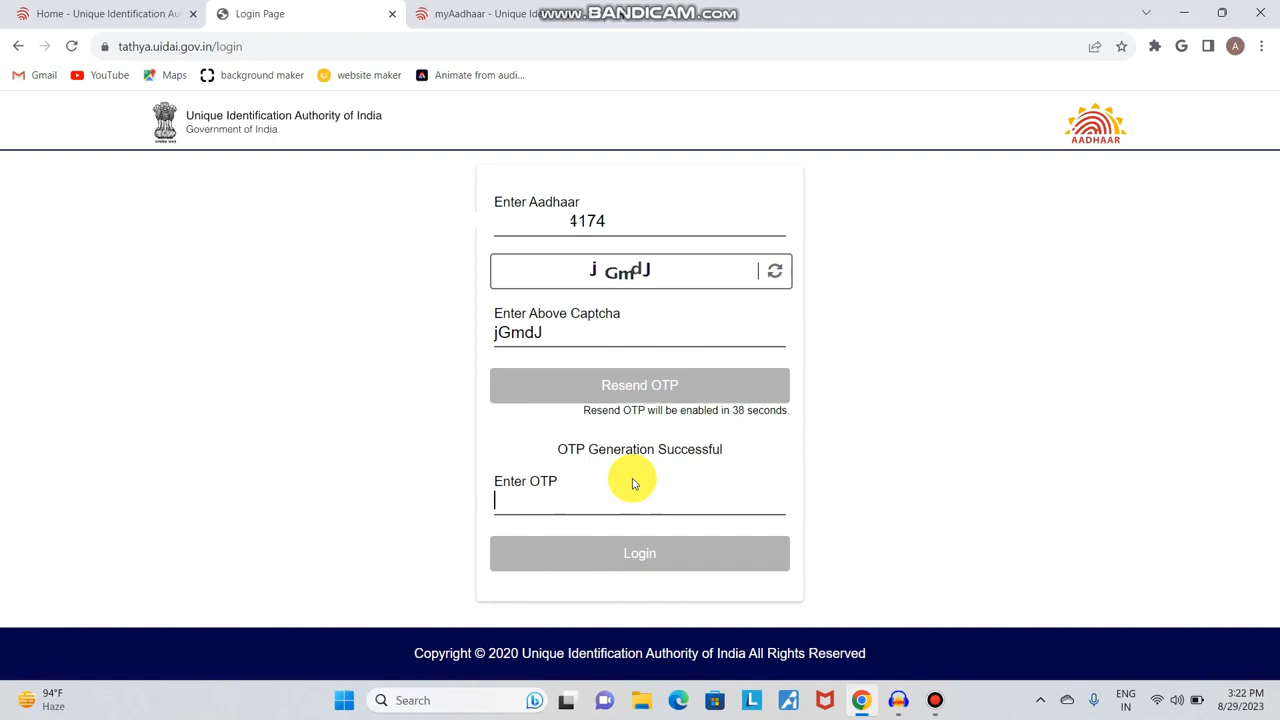 Home - Unique Identification Aut
Login Page
myAadhaar - Unique Ide
www.BANDICAM.com
tathya.uidai.gov.in/login
A
Gmail
YouTube
Maps
background maker
website maker
Animate from audi...
Unique Identification Authority of India
Government of India
AADHAAR
Enter Aadhaar
4174
jGmdJ
Enter Above Captcha
jGmdJ
Resend OTP
Resend OTP will be enabled in 38 seconds.
OTP Generation Successful
Enter OTP
Login
Copyright © 2020 Unique Identification Authority of India All Rights Reserved
94°F
Haze
Search
ENG
IN
3:22 PM
8/29/2023